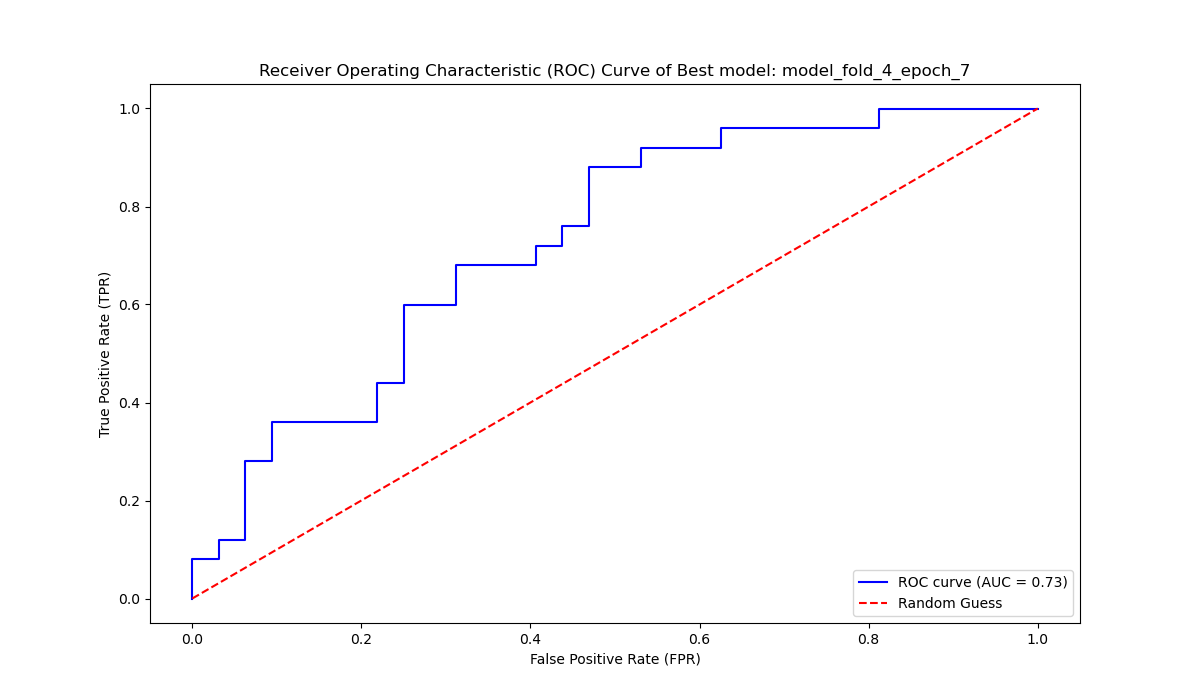 Receiver Operating Characteristic (ROC) Curve of Best model: model_fold_4_epoch_7
True Positive Rate (TPR)
1.0
0.8
0.6
0.4
0.2
0.0
0.0 0.2 0.4 0.6 0.8 1.0
False Positive Rate (FPR)
ROC curve (AUC = 0.73)
Random Guess